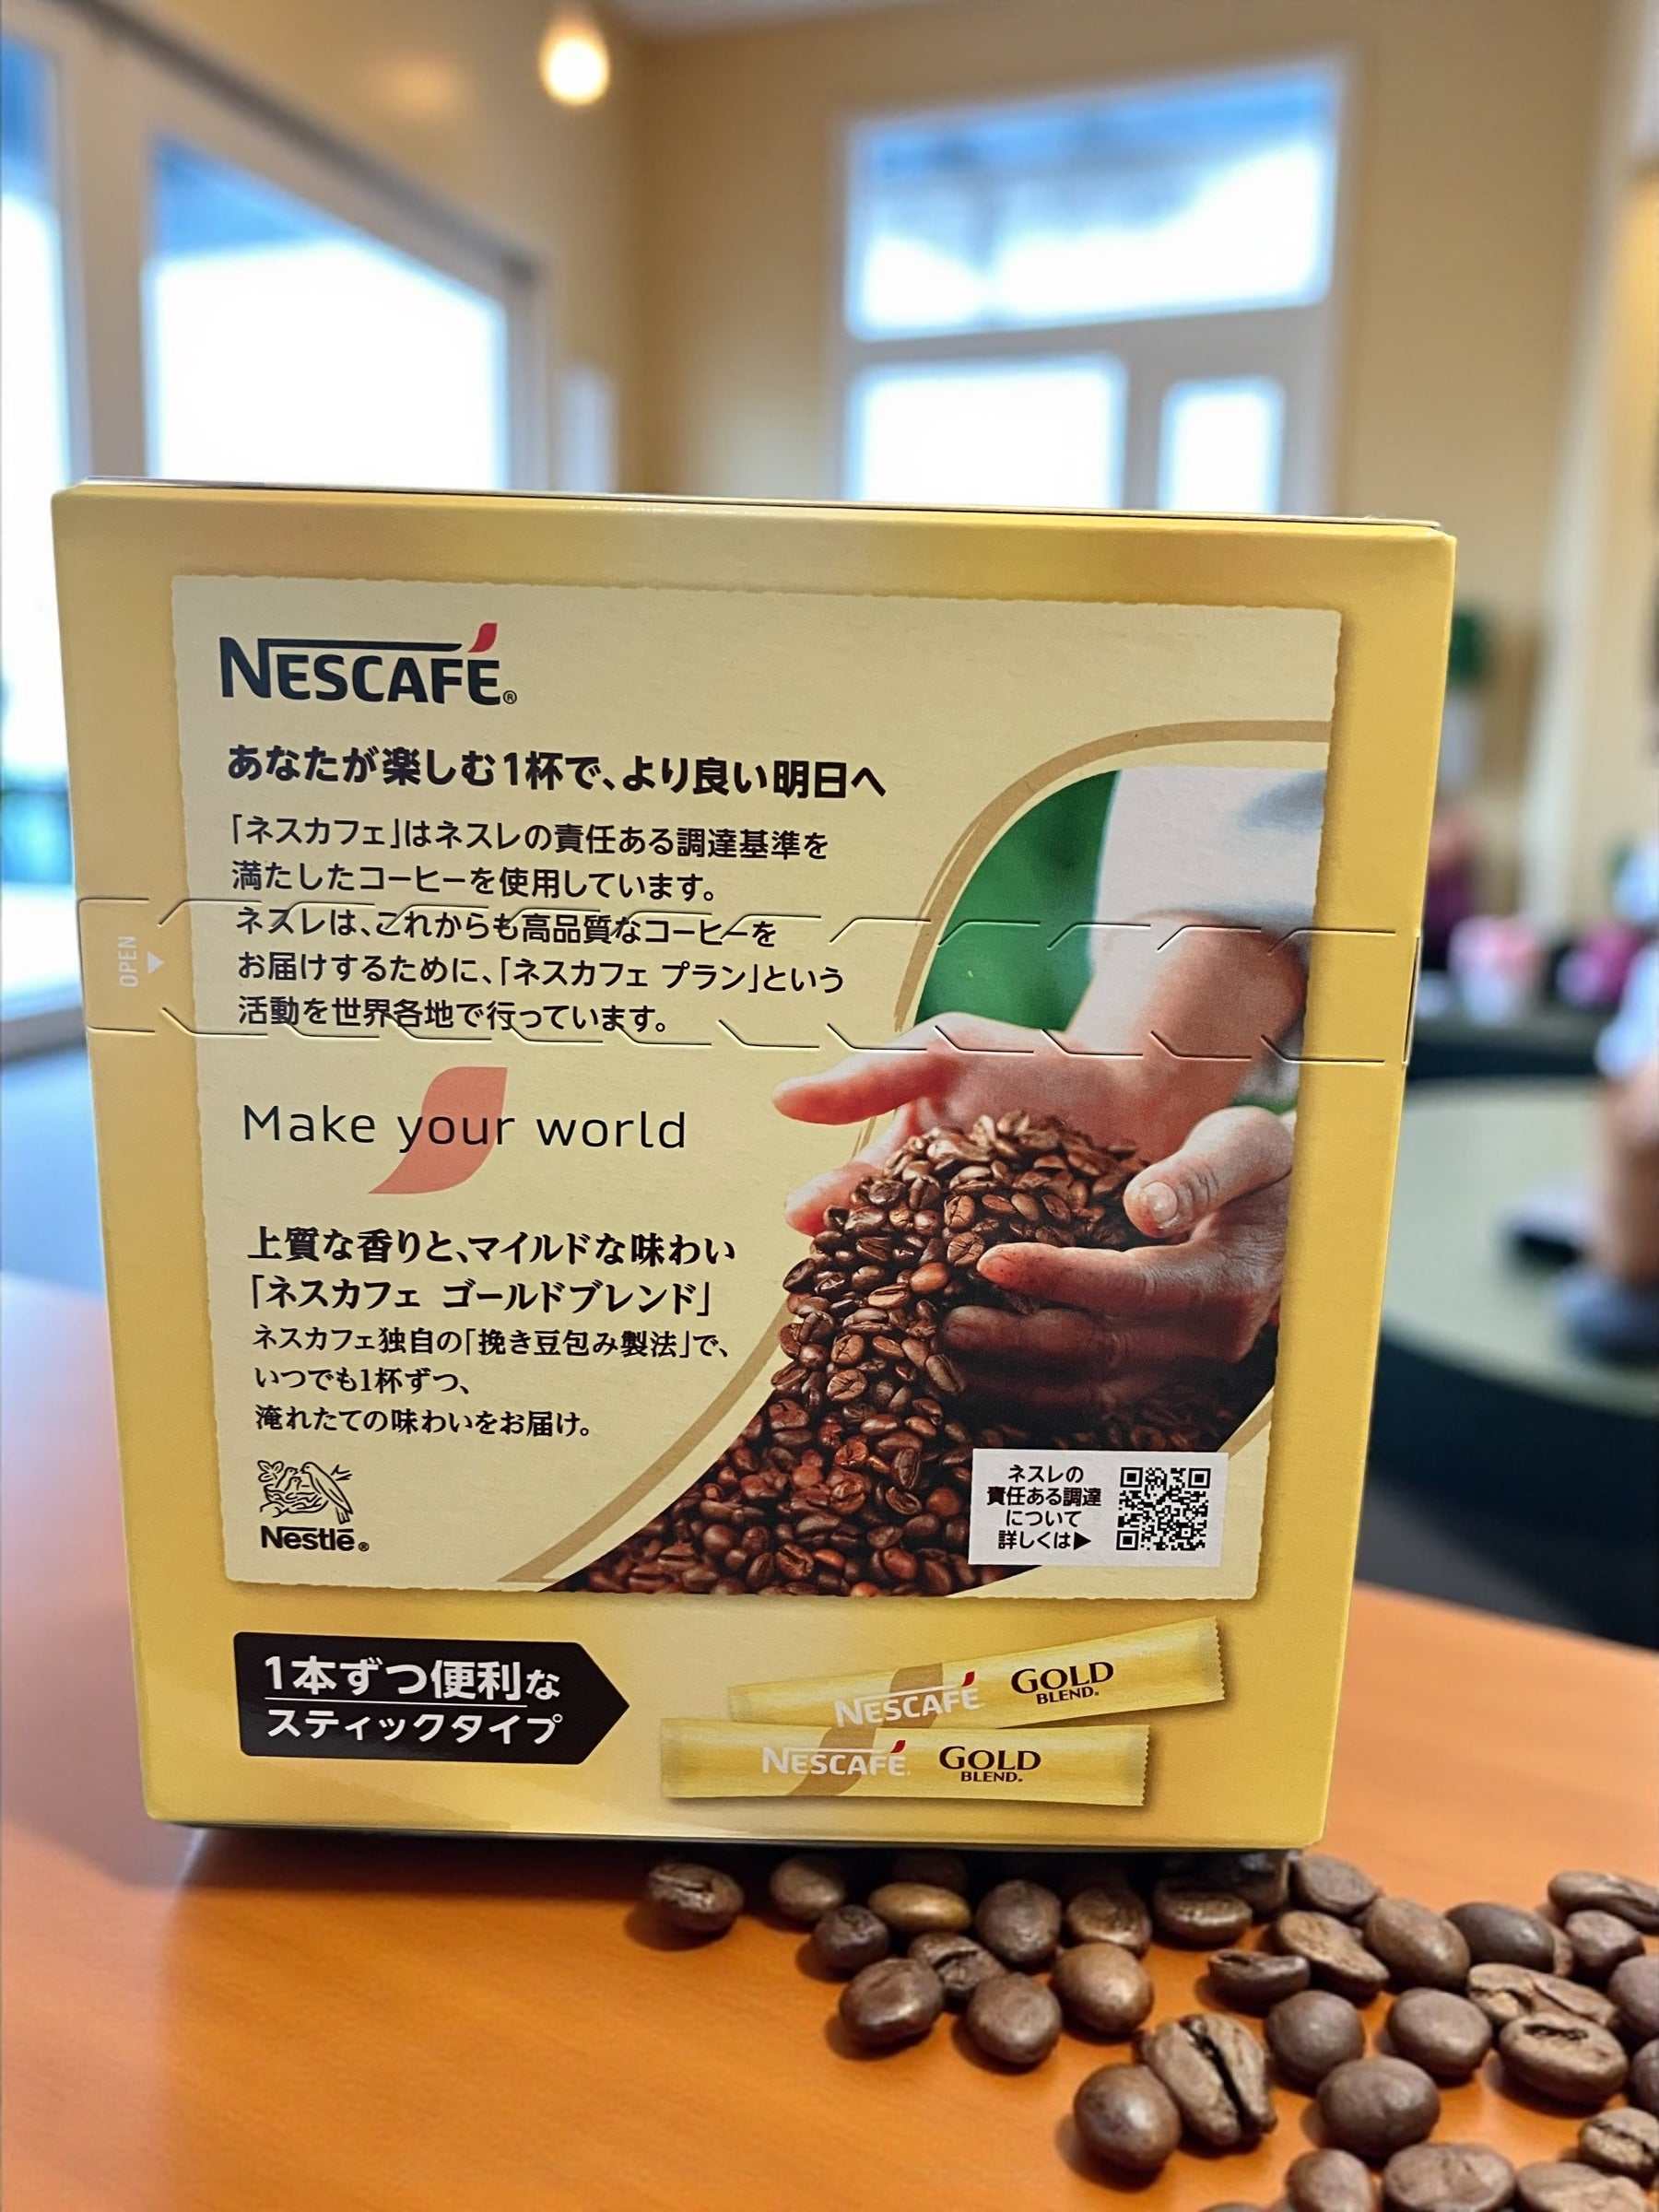 NESCAFÉ®
あなたが楽しむ1杯で、より良い明日へ
「ネスカフェ」はネスレの責任ある調達基準を
満たしたコーヒーを使用しています。
ネスレは、これからも高品質なコーヒーを
お届けするために、「ネスカフェ プラン」という
活動を世界各地で行っています。
OPEN
Make your world
上質な香りと、マイルドな味わい
「ネスカフェ ゴールドブレンド」
ネスカフェ独自の「挽き豆包み製法」で、
いつでも1杯ずつ、
淹れたての味わいをお届け。
Nestlé®
ネスレの
責任ある調達
について
詳しくは▶
1本ずつ便利な
スティックタイプ
NESCAFÉ GOLD
BLEND®
NESCAFÉ® GOLD
BLEND®